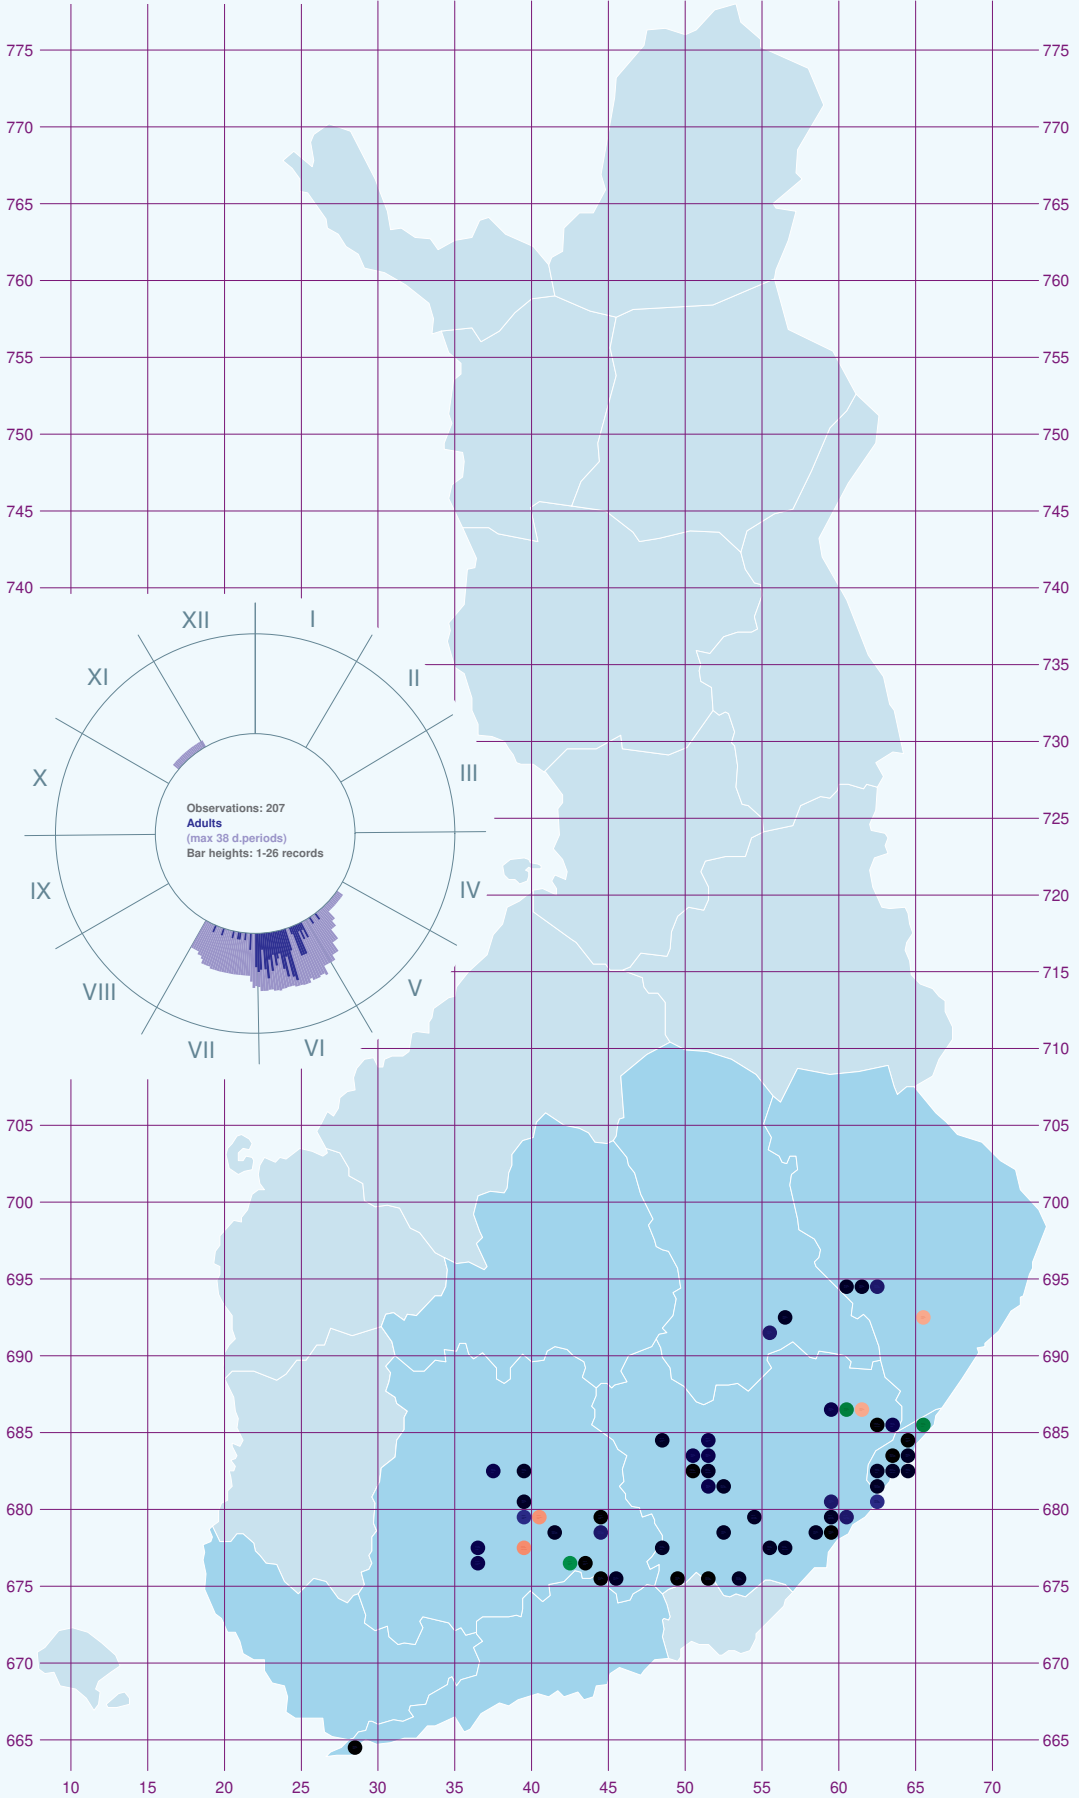 775 775
770 770
765 765
760 760
755 755
750 750
745 745
740 740
XII I
XI II
735 735
730 730
X III
Observations: 207
Adults
(max 38 d.periods)
Bar heights: 1-26 records
725 725
IX IV
720 720
VIII V
715 715
VII VI
710 710
705 705
700 700
695 695
690 690
685 685
680 680
675 675
670 670
665 665
10 15 20 25 30 35 40 45 50 55 60 65 70